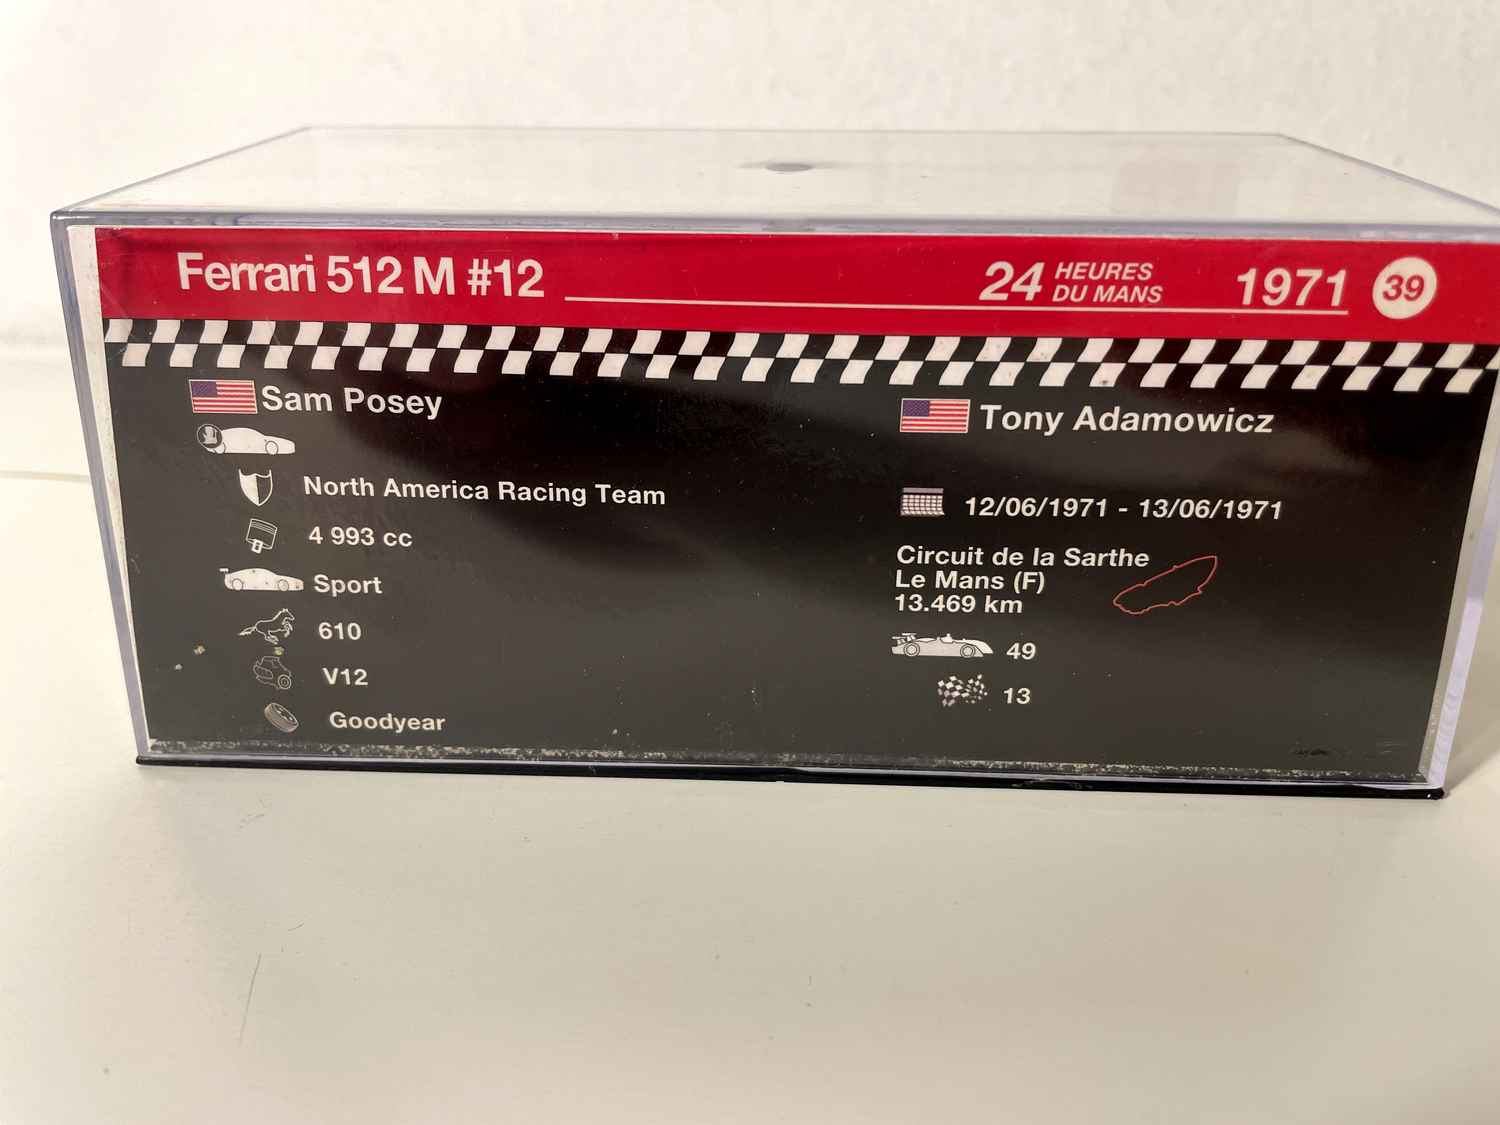 Ferrari 512 M #12
24 HEURES DU MANS
1971
39
Sam Posey
North America Racing Team
4 993 cc
Sport
610
V12
Goodyear
Tony Adamowicz
12/06/1971 - 13/06/1971
Circuit de la Sarthe
Le Mans (F)
13.469 km
49
13